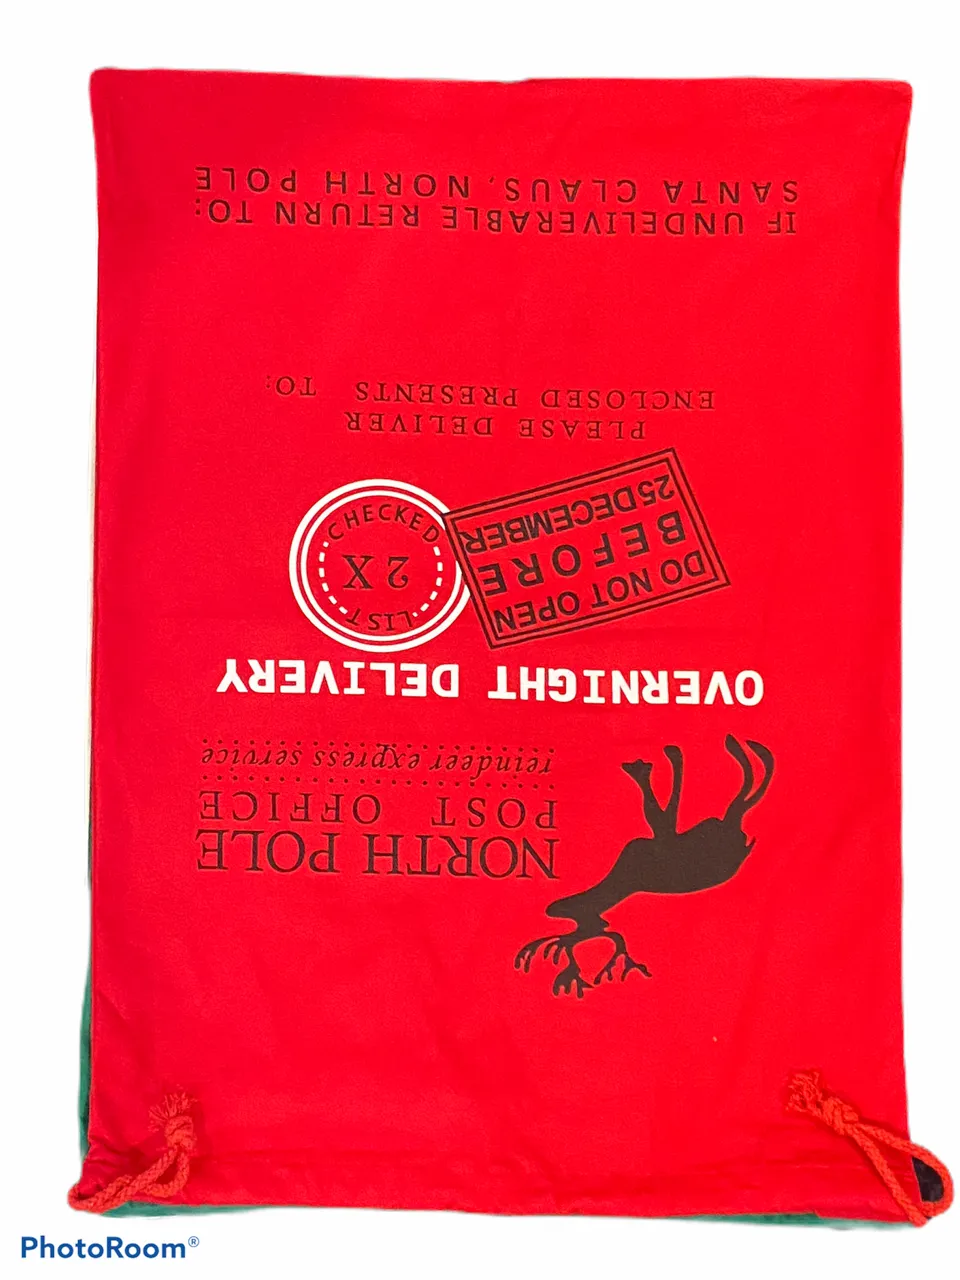 NORTH POLE
POST OFFICE
reindeer express service
OVERNIGHT DELIVERY
LIST
2 X
CHECKED
DO NOT OPEN
BEFORE
25 DECEMBER
PLEASE DELIVER
ENCLOSED PRESENTS TO:
IF UNDELIVERABLE RETURN TO:
SANTA CLAUS, NORTH POLE
PhotoRoom®